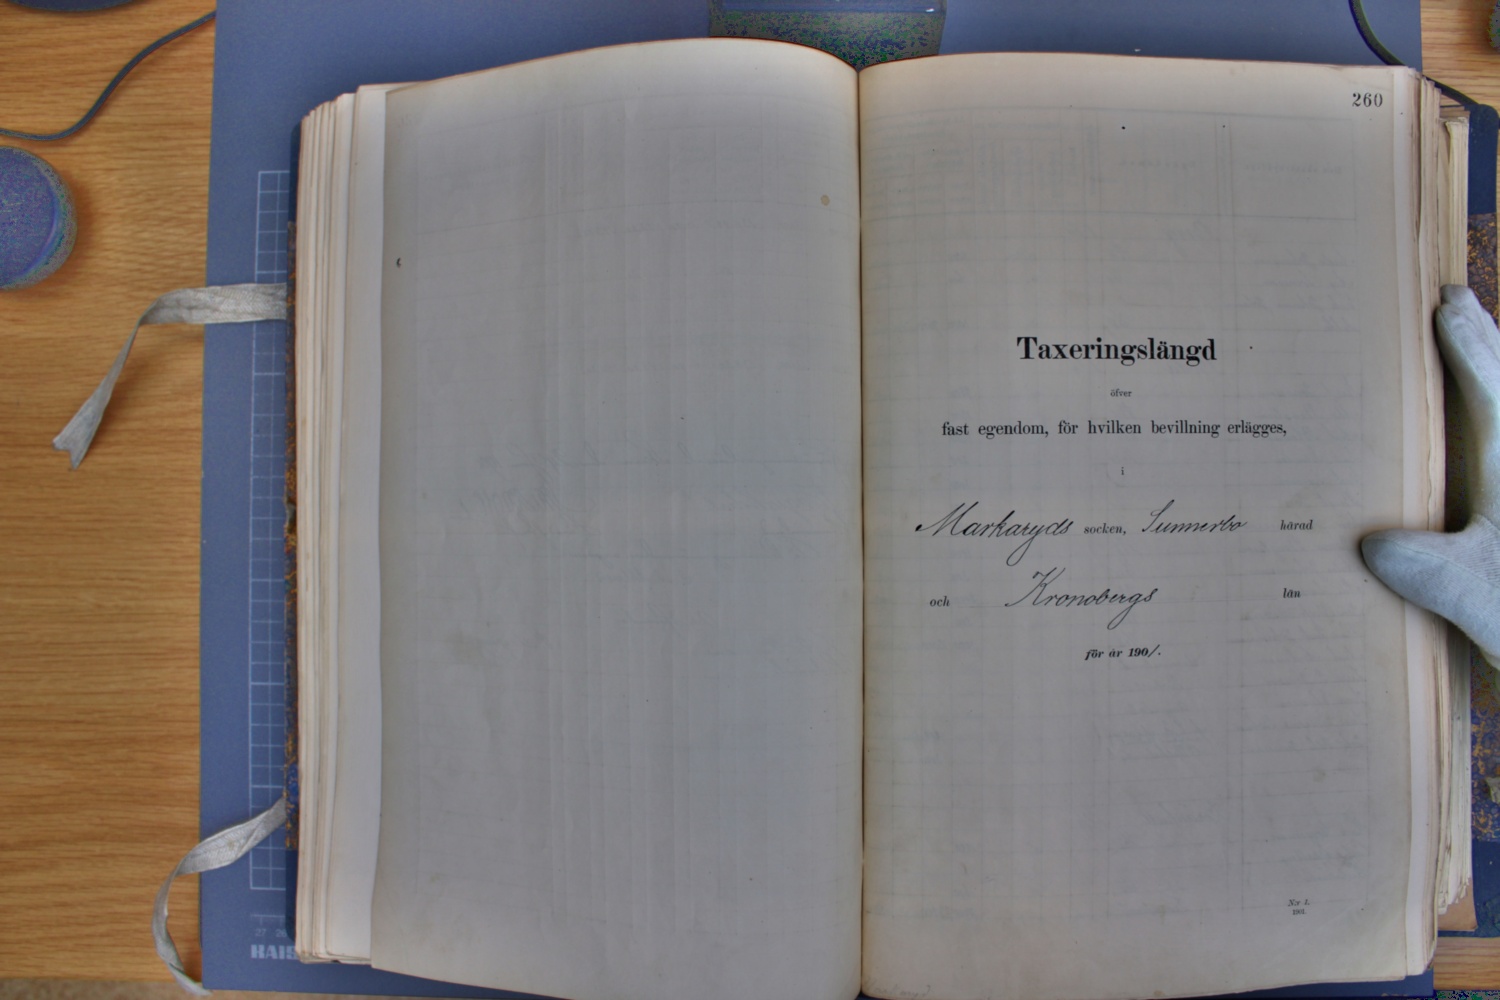 260
Taxeringslängd
öfver
fast egendom, för hvilken bevillning erlägges,
i
Markaryds socken, Sunnerbo härad
och Kronobergs län
för år 190/.
N:r 1.
1901.